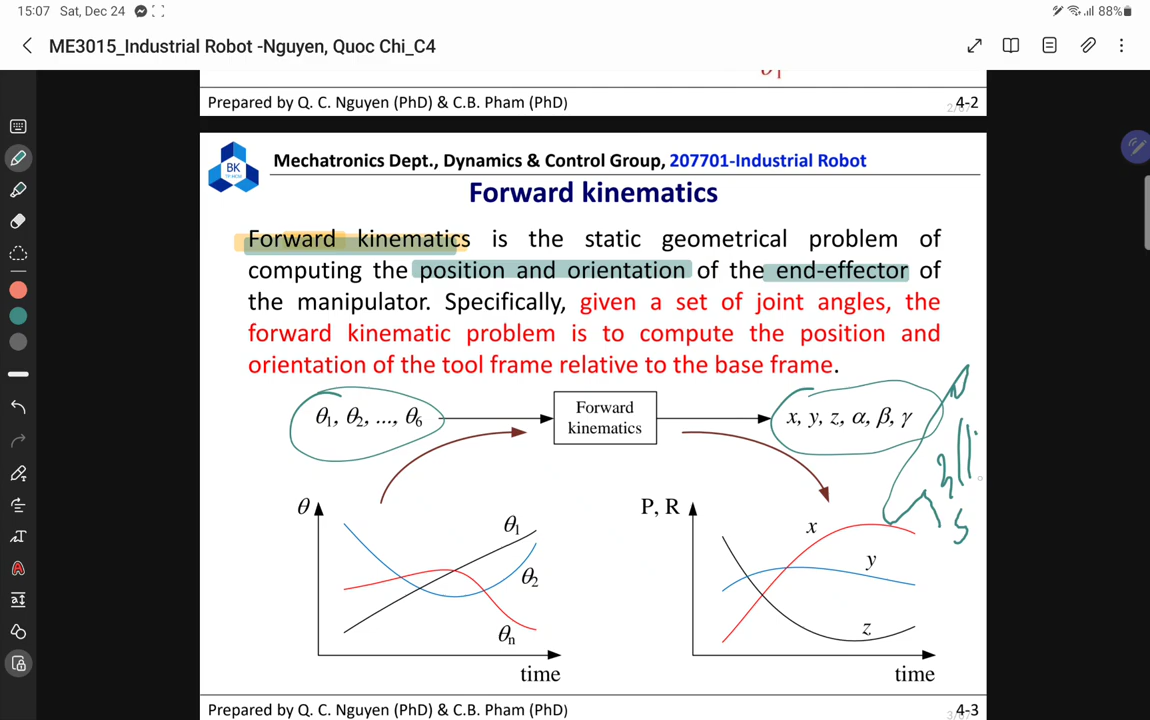 15:07 Sat, Dec 24 88%
ME3015_Industrial Robot -Nguyen, Quoc Chi_C4
Prepared by Q. C. Nguyen (PhD) & C.B. Pham (PhD) 4-2
BK
TP.HCM
Mechatronics Dept., Dynamics & Control Group, 207701-Industrial Robot
Forward kinematics
Forward kinematics is the static geometrical problem of
computing the position and orientation of the end-effector of
the manipulator. Specifically, given a set of joint angles, the
forward kinematic problem is to compute the position and
orientation of the tool frame relative to the base frame.
θ₁, θ₂, ..., θ₆
Forward
kinematics
x, y, z, α, β, γ
θ
θ₁
θ₂
θₙ
time
P, R
x
y
z
time
Prepared by Q. C. Nguyen (PhD) & C.B. Pham (PhD) 4-3